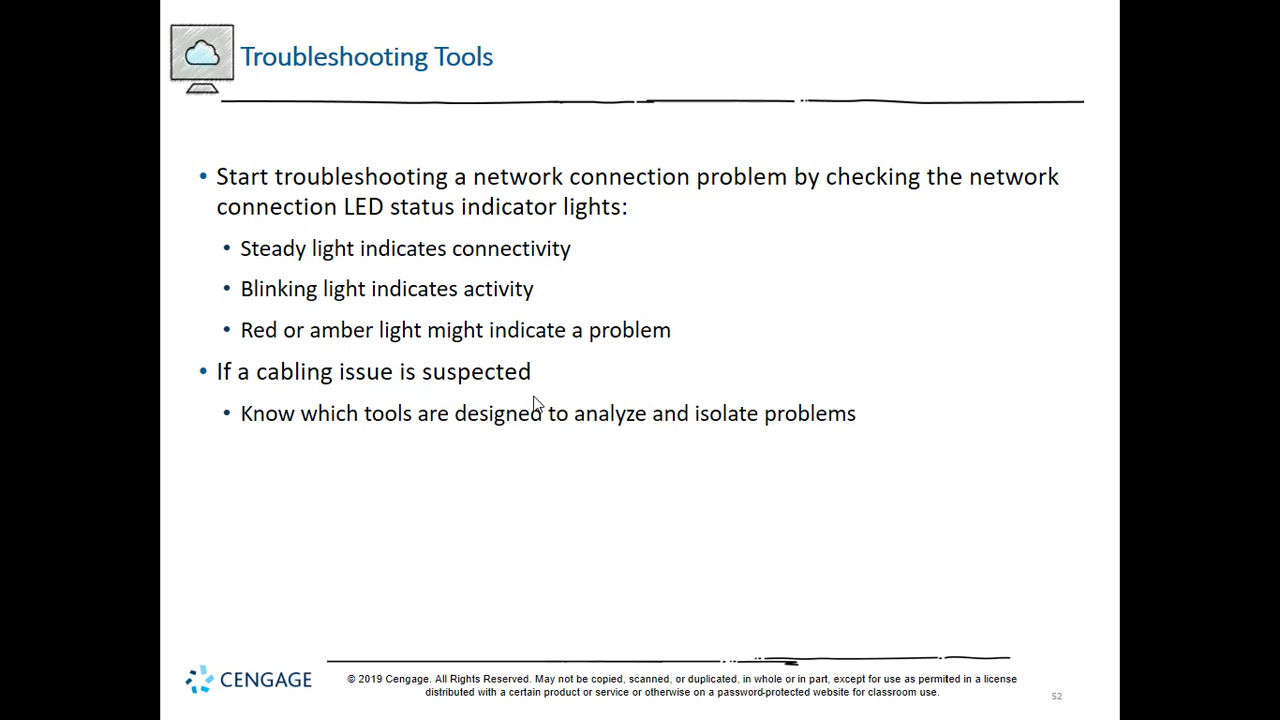 Troubleshooting Tools
• Start troubleshooting a network connection problem by checking the network
connection LED status indicator lights:
• Steady light indicates connectivity
• Blinking light indicates activity
• Red or amber light might indicate a problem
• If a cabling issue is suspected
• Know which tools are designed to analyze and isolate problems
CENGAGE
© 2019 Cengage. All Rights Reserved. May not be copied, scanned, or duplicated, in whole or in part, except for use as permitted in a license
distributed with a certain product or service or otherwise on a password-protected website for classroom use.
52